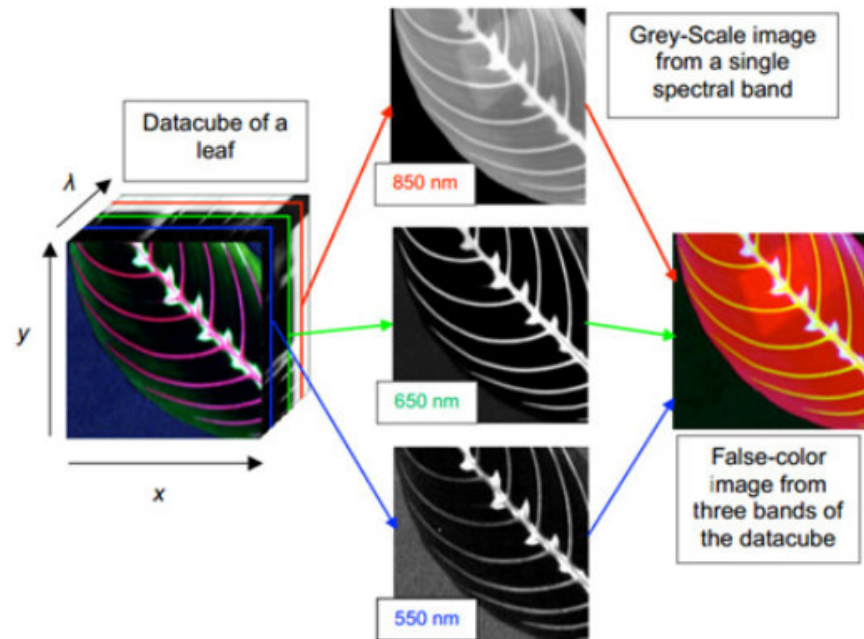 Datacube of a
leaf
λ
y
x
850 nm
650 nm
550 nm
Grey-Scale image
from a single
spectral band
False-color
image from
three bands of
the datacube